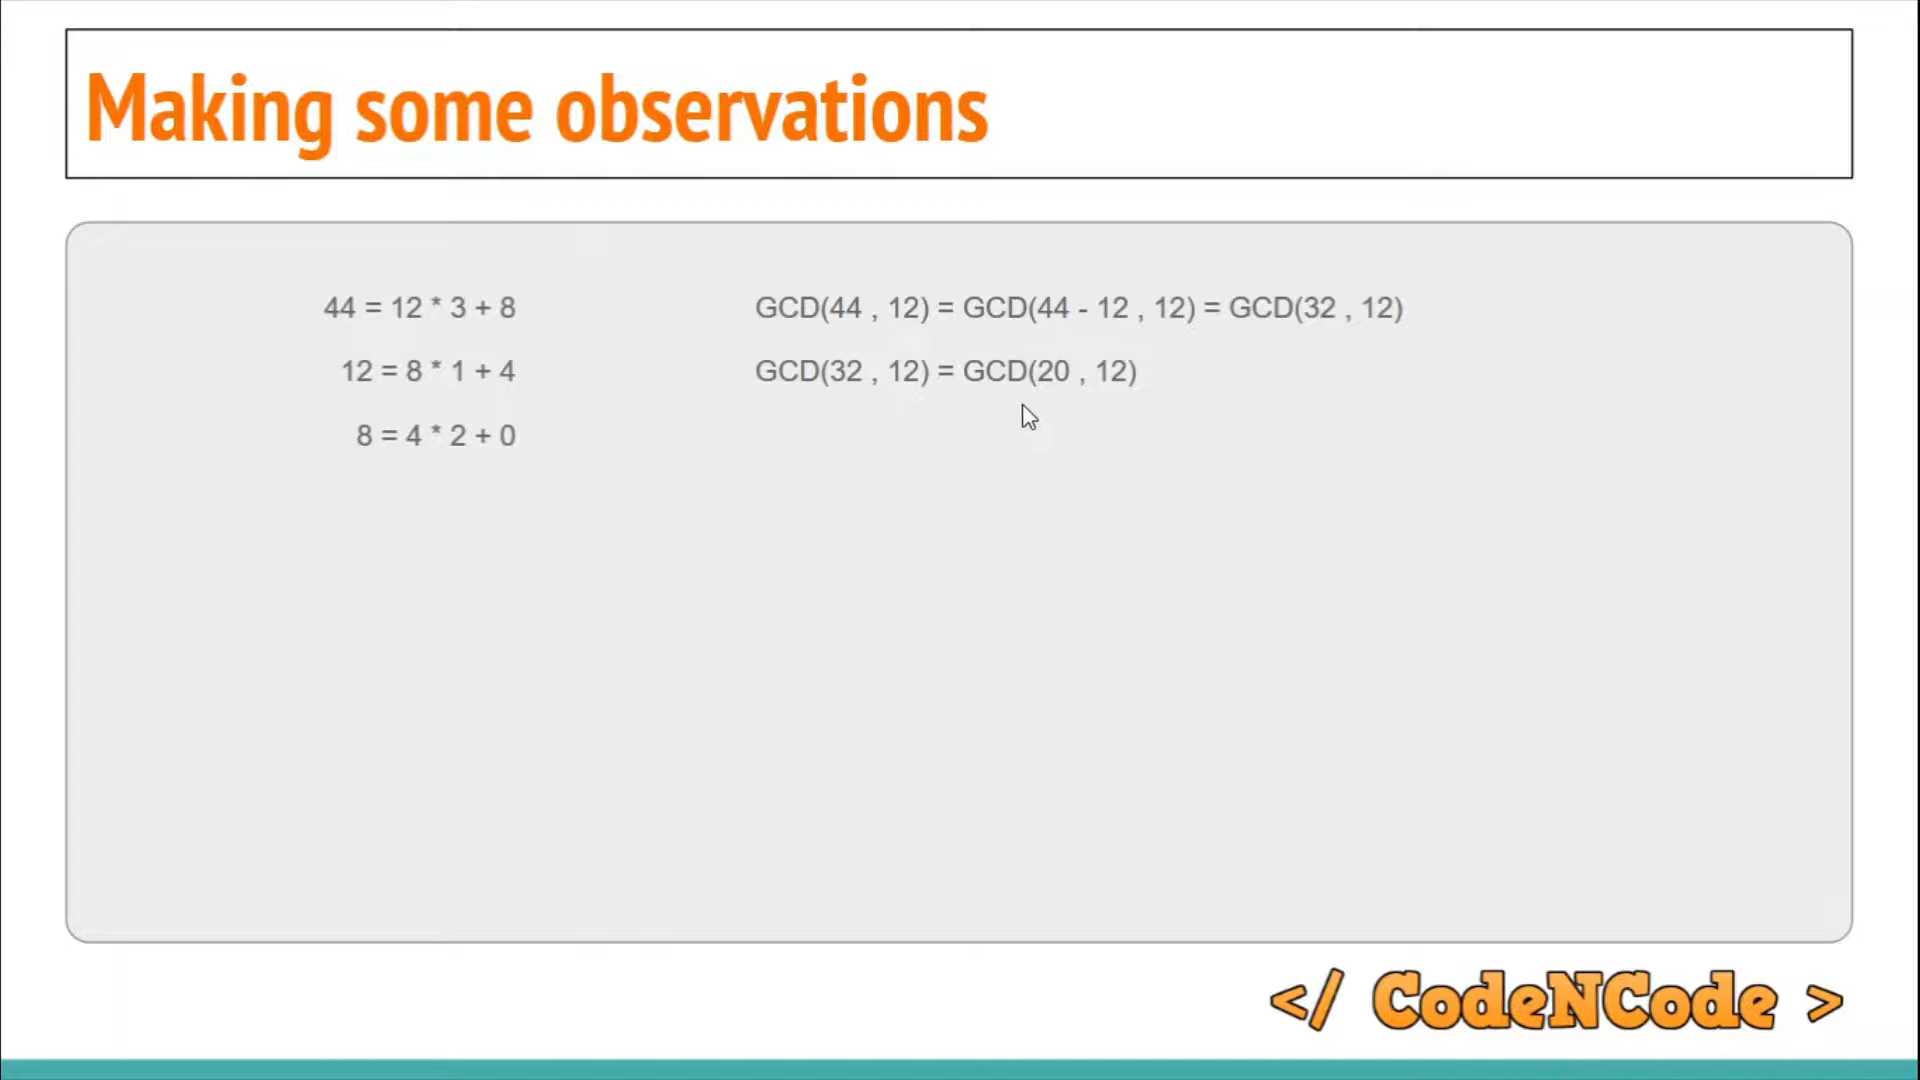 Making some observations
44 = 12 * 3 + 8
12 = 8 * 1 + 4
8 = 4 * 2 + 0
GCD(44 , 12) = GCD(44 - 12 , 12) = GCD(32 , 12)
GCD(32 , 12) = GCD(20 , 12)
</ CodeNCode >